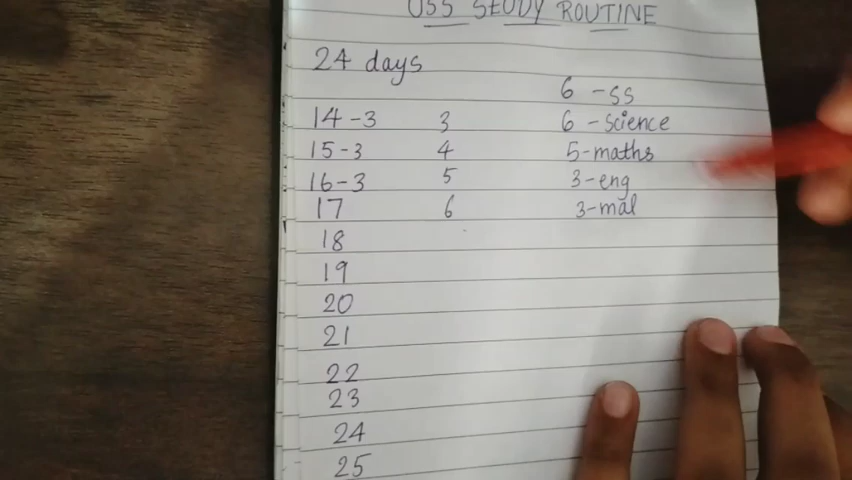 USS STUDY ROUTINE
24 days
6 -SS
14-3 3 6 -science
15-3 4 5-maths
16-3 5 3-eng
17 6 3-mal
18
19
20
21
22
23
24
25